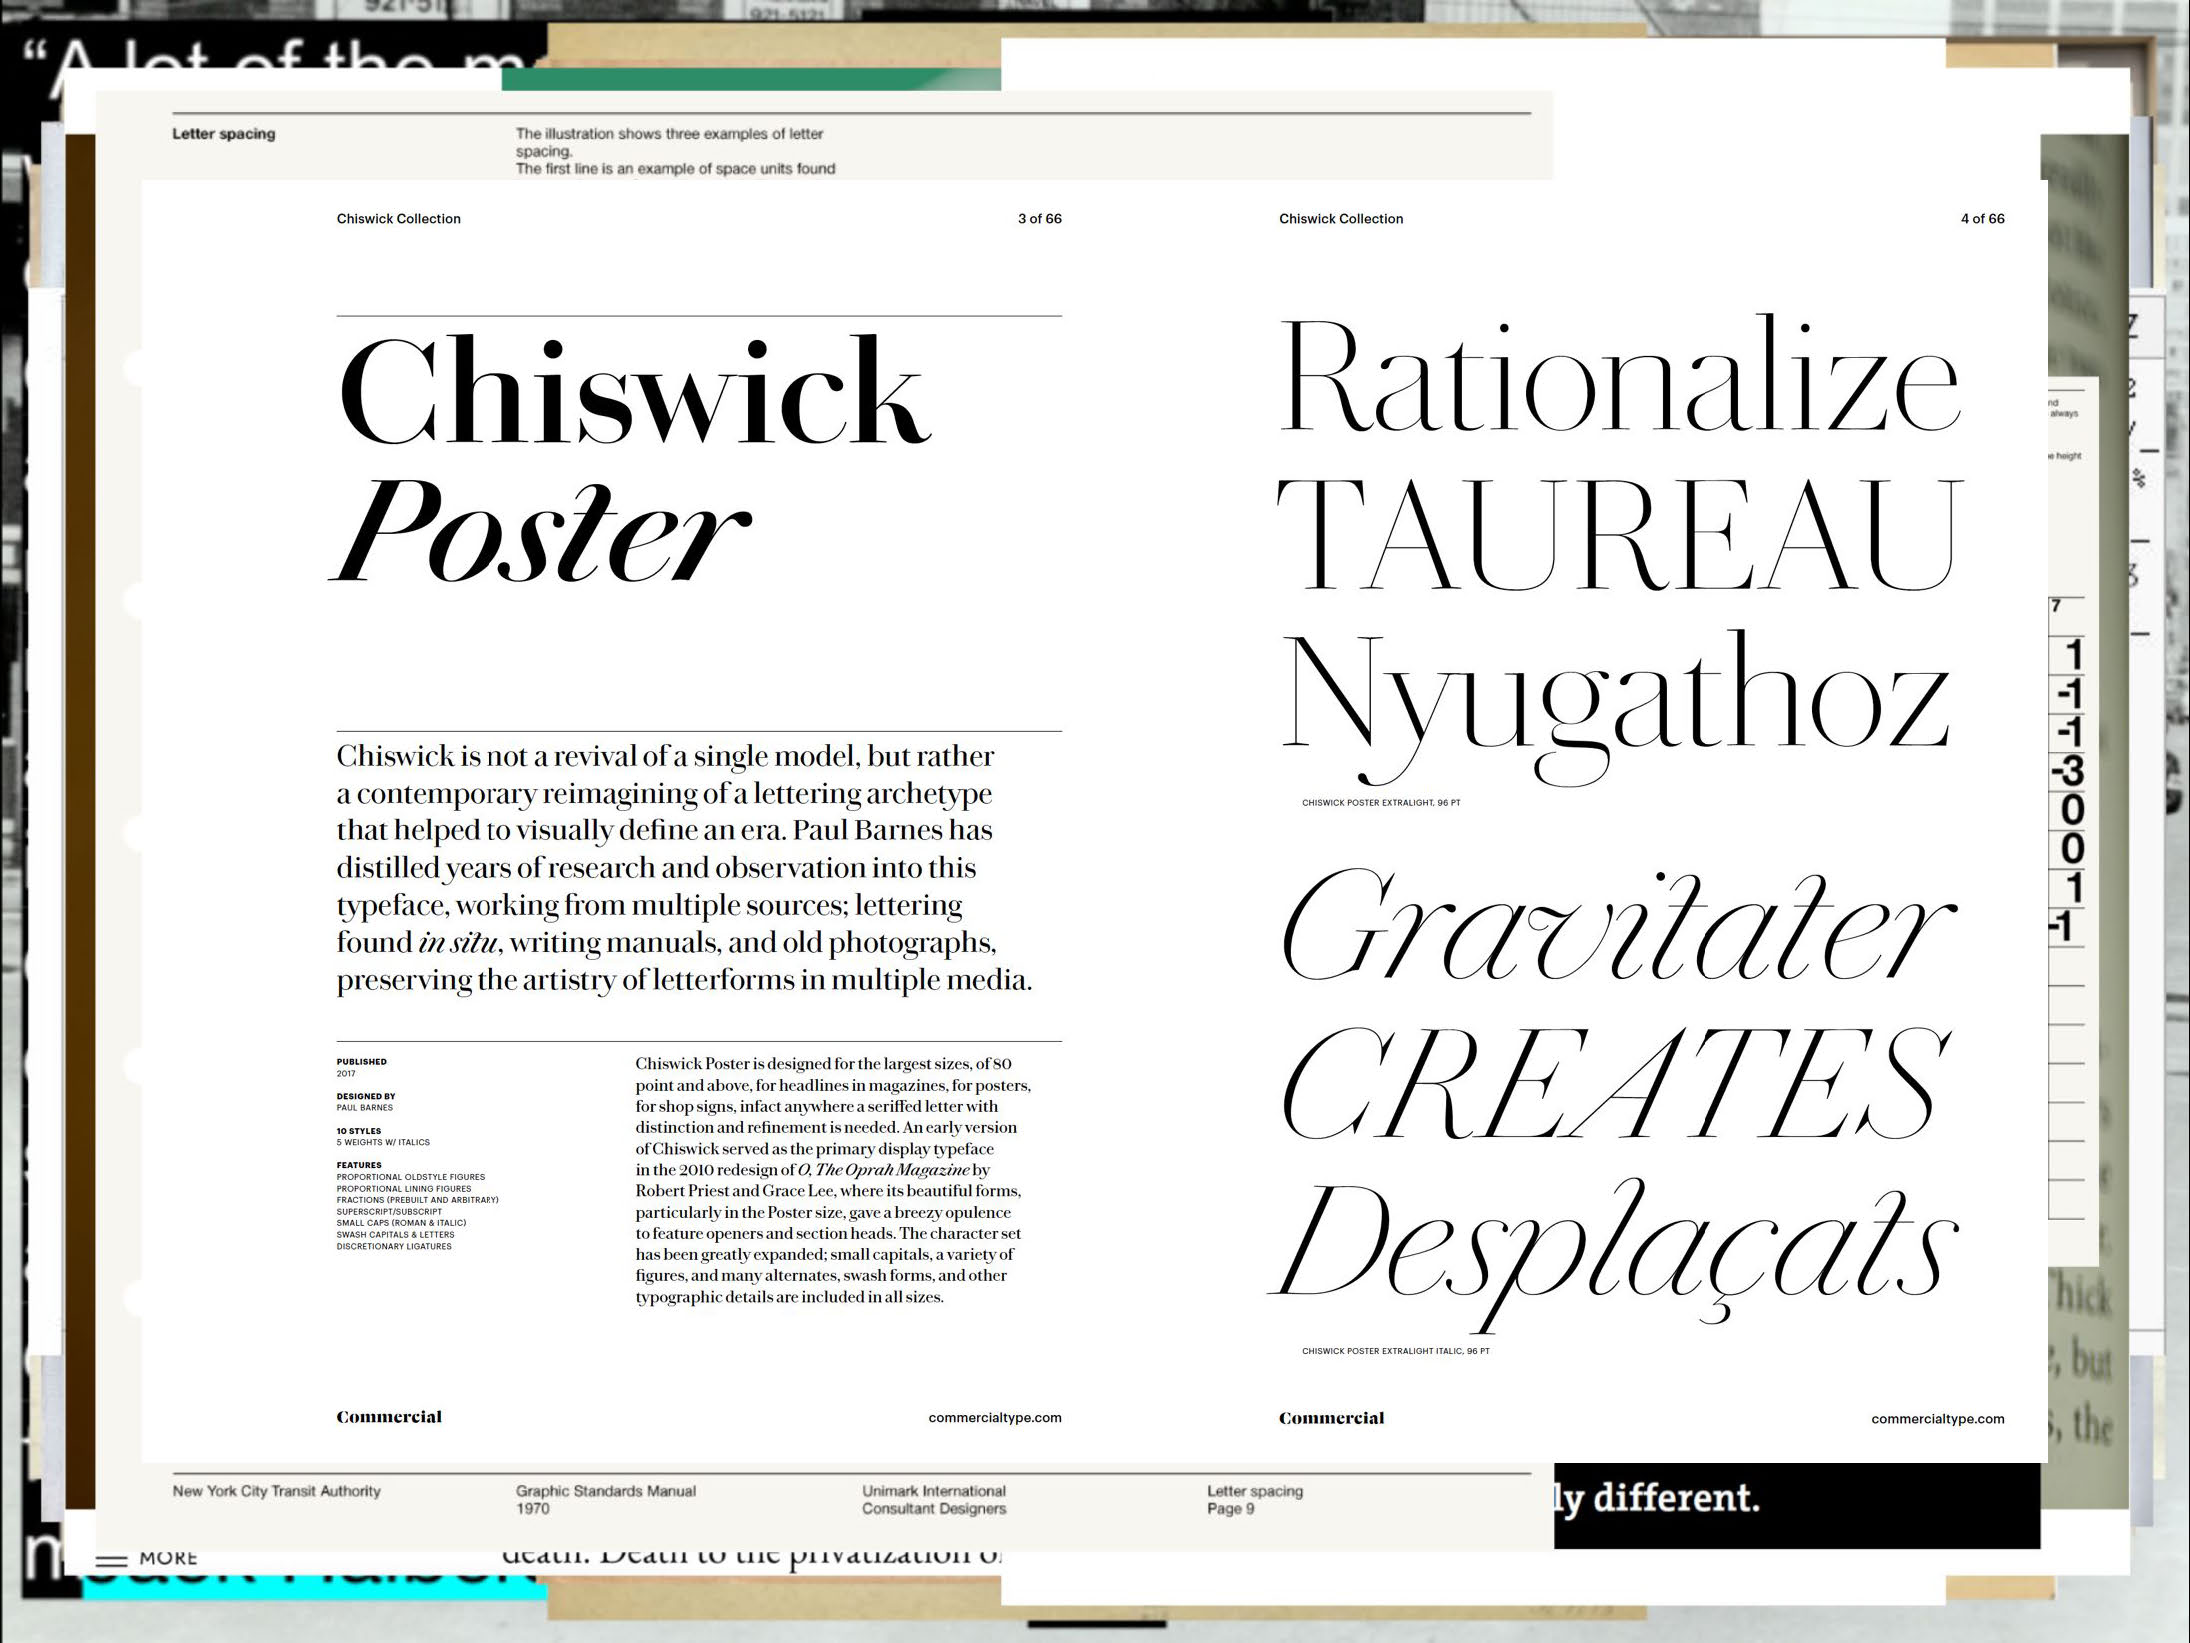 921-5121
“A lot of the m
Letter spacing
The illustration shows three examples of letter
spacing.
The first line is an example of space units found
Chiswick Collection
3 of 66
Chiswick
Poster
Chiswick is not a revival of a single model, but rather
a contemporary reimagining of a lettering archetype
that helped to visually define an era. Paul Barnes has
distilled years of research and observation into this
typeface, working from multiple sources; lettering
found in situ, writing manuals, and old photographs,
preserving the artistry of letterforms in multiple media.
PUBLISHED
2017
DESIGNED BY
PAUL BARNES
10 STYLES
5 WEIGHTS W/ ITALICS
FEATURES
PROPORTIONAL OLDSTYLE FIGURES
PROPORTIONAL LINING FIGURES
FRACTIONS (PREBUILT AND ARBITRARY)
SUPERSCRIPT/SUBSCRIPT
SMALL CAPS (ROMAN & ITALIC)
SWASH CAPITALS & LETTERS
DISCRETIONARY LIGATURES
Chiswick Poster is designed for the largest sizes, of 80
point and above, for headlines in magazines, for posters,
for shop signs, infact anywhere a seriffed letter with
distinction and refinement is needed. An early version
of Chiswick served as the primary display typeface
in the 2010 redesign of O, The Oprah Magazine by
Robert Priest and Grace Lee, where its beautiful forms,
particularly in the Poster size, gave a breezy opulence
to feature openers and section heads. The character set
has been greatly expanded; small capitals, a variety of
figures, and many alternates, swash forms, and other
typographic details are included in all sizes.
Commercial
commercialtype.com
Chiswick Collection
4 of 66
Rationalize
TAUREAU
Nyugathoz
CHISWICK POSTER EXTRALIGHT, 96 PT
Gravitater
CREATES
Desplaçats
CHISWICK POSTER EXTRALIGHT ITALIC, 96 PT
Commercial
commercialtype.com
always
height
7
1
-1
-1
-3
0
0
1
-1
hick
, but
, the
New York City Transit Authority
Graphic Standards Manual
1970
Unimark International
Consultant Designers
Letter spacing
Page 9
ly different.
MORE
death. Death to the privatization o